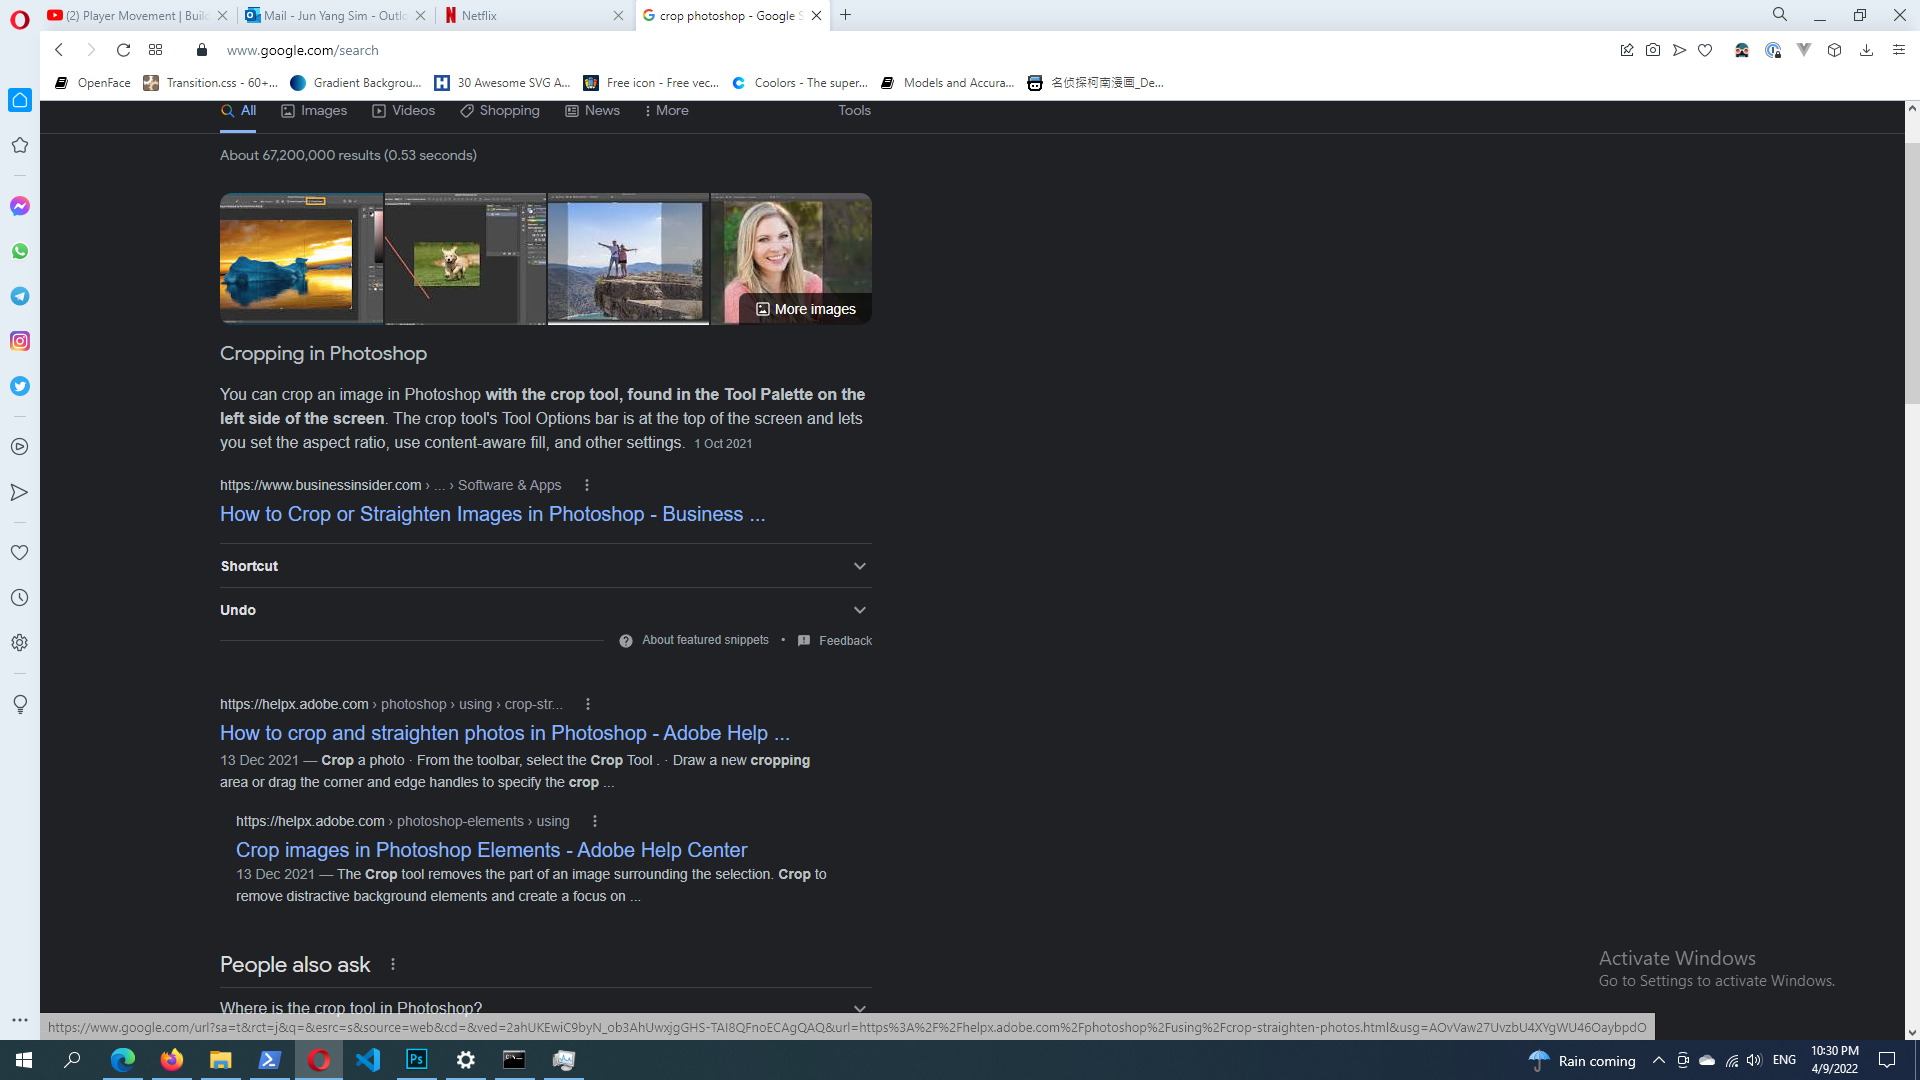 (2) Player Movement | Build
Mail - Jun Yang Sim - Outlo
Netflix
crop photoshop - Google S
www.google.com/search
OpenFace
Transition.css - 60+...
Gradient Backgrou...
30 Awesome SVG A...
Free icon - Free vec...
Coolors - The super...
Models and Accura...
名侦探柯南漫画_De...
All
Images
Videos
Shopping
News
More
Tools
About 67,200,000 results (0.53 seconds)
More images
Cropping in Photoshop
You can crop an image in Photoshop with the crop tool, found in the Tool Palette on the
left side of the screen. The crop tool's Tool Options bar is at the top of the screen and lets
you set the aspect ratio, use content-aware fill, and other settings. 1 Oct 2021
https://www.businessinsider.com › ... › Software & Apps
How to Crop or Straighten Images in Photoshop - Business ...
Shortcut
Undo
About featured snippets • Feedback
https://helpx.adobe.com › photoshop › using › crop-str...
How to crop and straighten photos in Photoshop - Adobe Help ...
13 Dec 2021 — Crop a photo · From the toolbar, select the Crop Tool . · Draw a new cropping
area or drag the corner and edge handles to specify the crop ...
https://helpx.adobe.com › photoshop-elements › using
Crop images in Photoshop Elements - Adobe Help Center
13 Dec 2021 — The Crop tool removes the part of an image surrounding the selection. Crop to
remove distractive background elements and create a focus on ...
People also ask
Where is the crop tool in Photoshop?
Activate Windows
Go to Settings to activate Windows.
https://www.google.com/url?sa=t&rct=j&q=&esrc=s&source=web&cd=&ved=2ahUKEwiC9byN_ob3AhUwxjgGHS-TAI8QFnoECAgQAQ&url=https%3A%2F%2Fhelpx.adobe.com%2Fphotoshop%2Fusing%2Fcrop-straighten-photos.html&usg=AOvVaw27UvzbU4XYgWU46OaybpdO
Ps
Rain coming
ENG
10:30 PM
4/9/2022